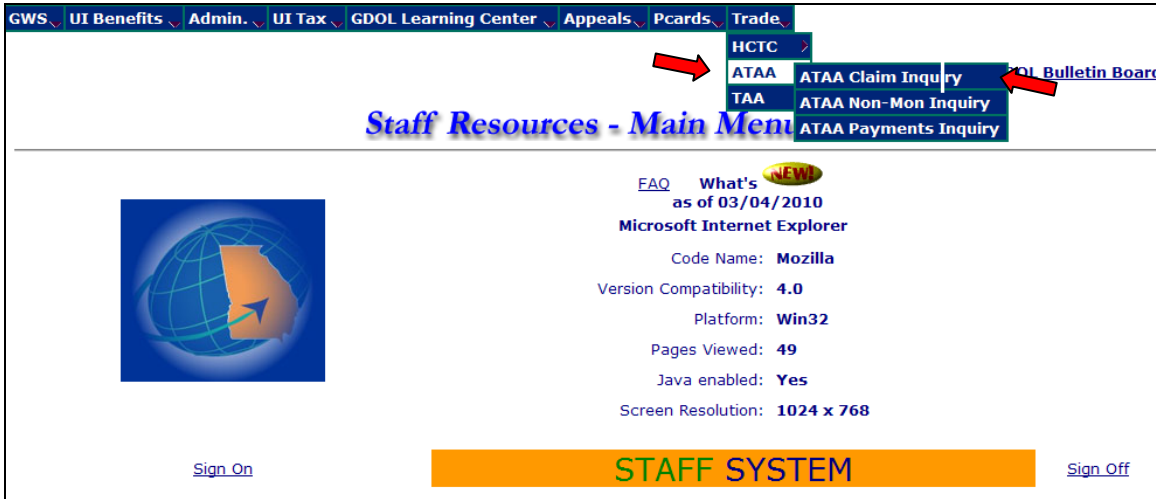 GWS UI Benefits Admin. UI Tax GDOL Learning Center Appeals Pcards Trade
HCTC
ATAA ATAA Claim Inquiry Bulletin Board
TAA ATAA Non-Mon Inquiry
Staff Resources - Main Menu ATAA Payments Inquiry
FAQ What's NEW!
as of 03/04/2010
Microsoft Internet Explorer
Code Name: Mozilla
Version Compatibility: 4.0
Platform: Win32
Pages Viewed: 49
Java enabled: Yes
Screen Resolution: 1024 x 768
Sign On STAFF SYSTEM Sign Off